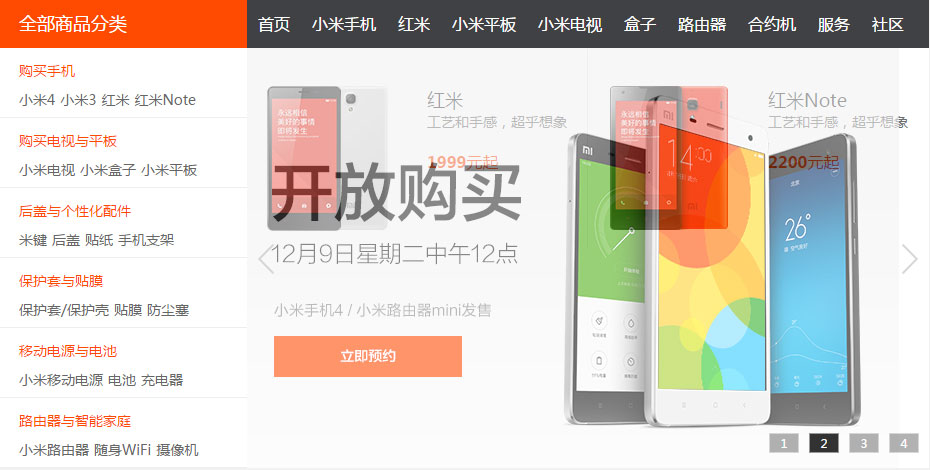 全部商品分类
首页 小米手机 红米 小米平板 小米电视 盒子 路由器 合约机 服务 社区
购买手机
小米4 小米3 红米 红米Note
购买电视与平板
小米电视 小米盒子 小米平板
后盖与个性化配件
米键 后盖 贴纸 手机支架
保护套与贴膜
保护套/保护壳 贴膜 防尘塞
移动电源与电池
小米移动电源 电池 充电器
路由器与智能家庭
小米路由器 随身WiFi 摄像机
永远相信
美好的事情
即将发生
红米
工艺和手感，超乎想象
1999元起
开放购买
12月9日星期二中午12点
小米手机4 / 小米路由器mini发售
立即预约
永远相信
美好的事情
即将发生
红米Note
工艺和手感，超乎想象
2200元起
mi
mi
mi
14:00
北京
26°
1 2 3 4